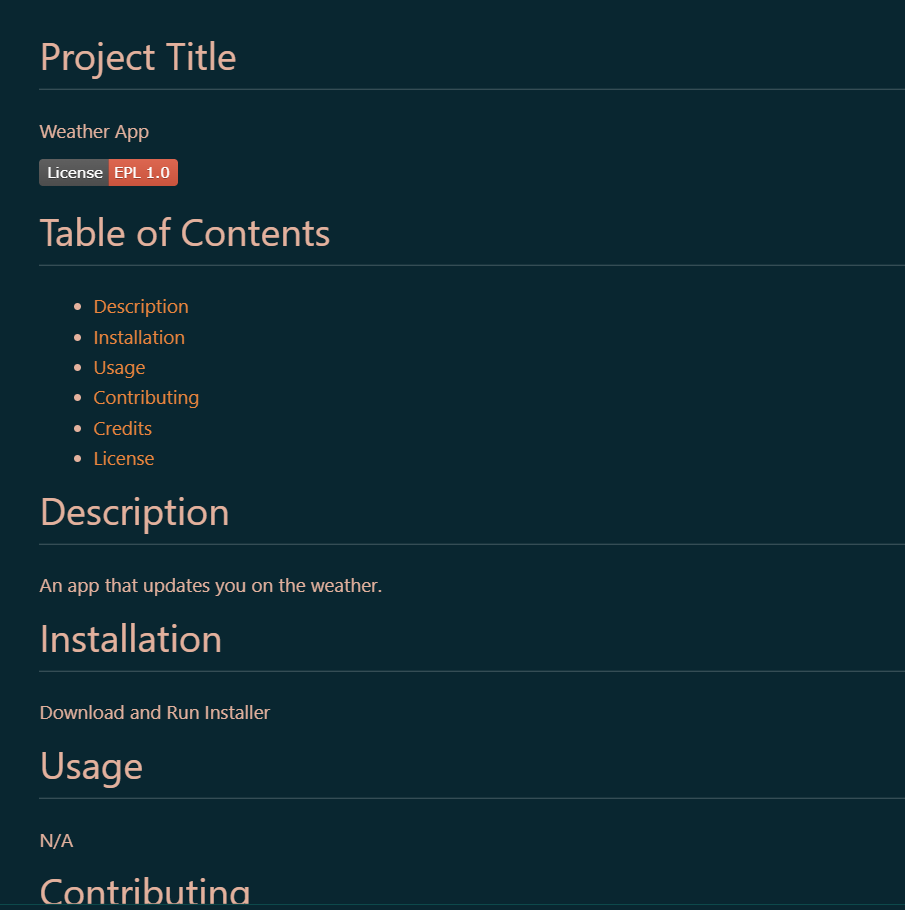 Project Title
Weather App
License EPL 1.0
Table of Contents
Description
Installation
Usage
Contributing
Credits
License
Description
An app that updates you on the weather.
Installation
Download and Run Installer
Usage
N/A
Contributing